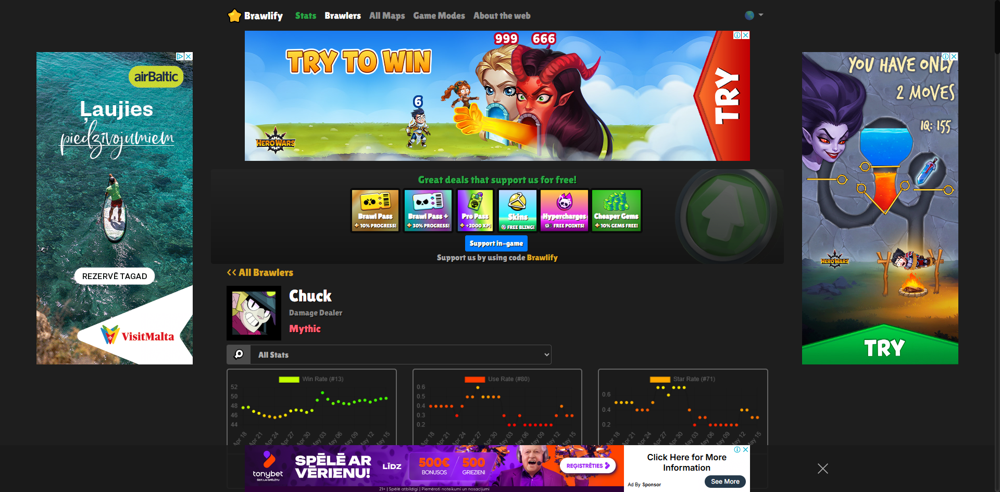 Brawlify
Stats
Brawlers
All Maps
Game Modes
About the web
airBaltic
Ļaujies
piedzīvojumiem
REZERVĒ TAGAD
VisitMalta
TRY TO WIN
999
666
6
HERO WARS
TRY
YOU HAVE ONLY
2 MOVES
IQ: 155
HERO WARS
TRY
Great deals that support us for free!
Brawl Pass
+ 10% PROGRESS!
Brawl Pass +
+ 30% PROGRESS!
Pro Pass
+ +2000 XP!
Skins
FREE BLING!
Hypercharges
FREE POINTS!
Cheaper Gems
+ 10% GEMS FREE!
Support in-game
Support us by using code Brawlify
<< All Brawlers
Chuck
Damage Dealer
Mythic
All Stats
Win Rate (#13)
52
50
48
46
44
Apr 18
Apr 21
Apr 24
Apr 27
Apr 30
May 03
May 06
May 09
May 12
May 15
Use Rate (#80)
0.6
0.5
0.4
0.3
0.2
Apr 18
Apr 21
Apr 24
Apr 27
Apr 30
May 03
May 06
May 09
May 12
May 15
Star Rate (#71)
0.6
0.4
0.2
Apr 18
Apr 21
Apr 24
Apr 27
Apr 30
May 03
May 06
May 09
May 12
May 15
tonybet
SPĒLĒ AR
VĒRIENU!
LĪDZ
500€
BONUSOS
500
GRIEZIENI
REĢISTRĒTIES
21+ | Spēlē atbildīgi | Piemēroti noteikumi un nosacījumi
Click Here for More
Information
Ad By Sponsor
See More